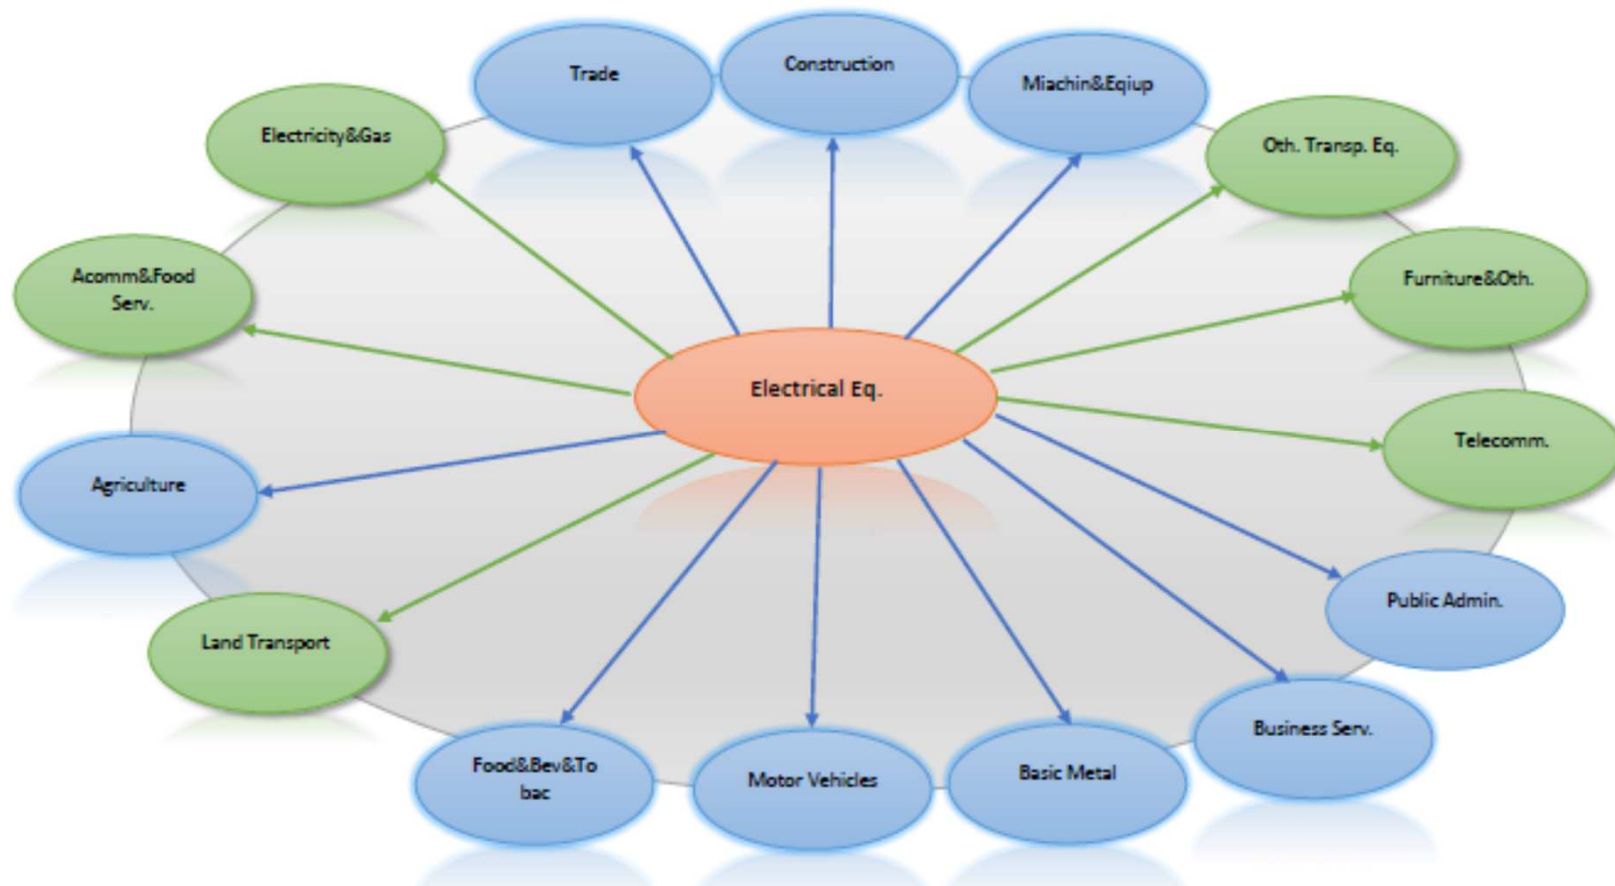 Construction
Trade
Miachin&Eqiup
Electricity&Gas
Oth. Transp. Eq.
Acomm&Food
Serv.
Furniture&Oth.
Electrical Eq.
Telecomm.
Agriculture
Public Admin.
Land Transport
Business Serv.
Food&Bev&To
bac
Motor Vehicles
Basic Metal